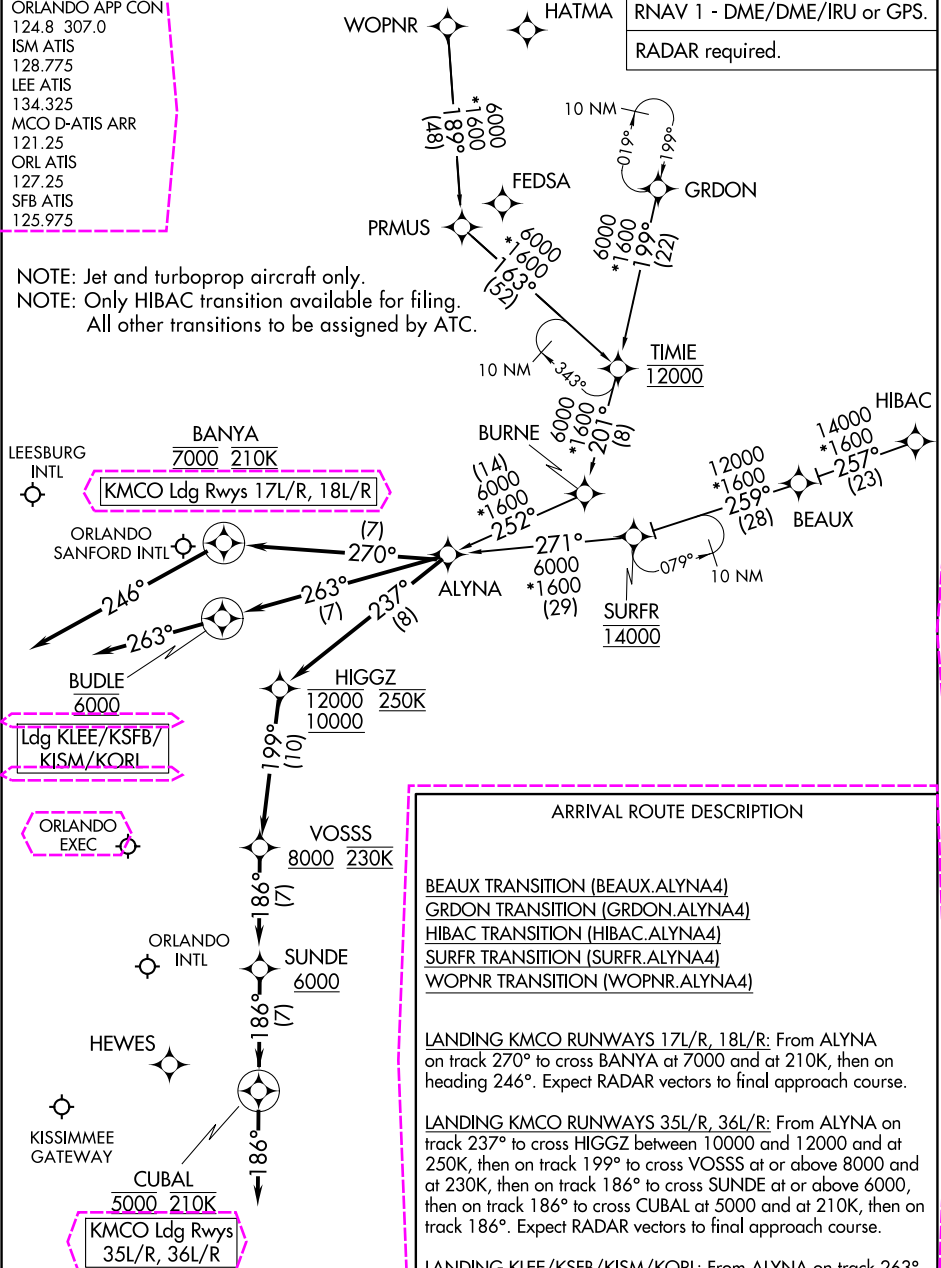 ORLANDO APP CON
124.8 307.0
ISM ATIS
128.775
LEE ATIS
134.325
MCO D-ATIS ARR
121.25
ORL ATIS
127.25
SFB ATIS
125.975
WOPNR
HATMA
RNAV 1 - DME/DME/IRU or GPS.
RADAR required.
6000
*1600
189°
(48)
10 NM
019°
199°
GRDON
FEDSA
PRMUS
6000
*1600
163°
(52)
6000
*1600
199°
(22)
NOTE: Jet and turboprop aircraft only.
NOTE: Only HIBAC transition available for filing.
All other transitions to be assigned by ATC.
10 NM
343°
TIMIE
12000
6000
*1600
201°
(8)
HIBAC
14000
*1600
257°
(23)
BURNE
12000
*1600
259°
(28)
BEAUX
LEESBURG
INTL
BANYA
7000 210K
KMCO Ldg Rwys 17L/R, 18L/R
(14)
6000
*1600
252°
ORLANDO
SANFORD INTL
(7)
270°
ALYNA
271°
6000
*1600
(29)
079°
10 NM
SURFR
14000
246°
263°
(7)
263°
237°
(8)
BUDLE
6000
Ldg KLEE/KSFB/
KISM/KORL
HIGGZ
12000 250K
10000
199°
(10)
ORLANDO
EXEC
VOSSS
8000 230K
186°
(7)
ORLANDO
INTL
SUNDE
6000
186°
(7)
HEWES
KISSIMMEE
GATEWAY
186°
CUBAL
5000 210K
KMCO Ldg Rwys
35L/R, 36L/R
ARRIVAL ROUTE DESCRIPTION
BEAUX TRANSITION (BEAUX.ALYNA4)
GRDON TRANSITION (GRDON.ALYNA4)
HIBAC TRANSITION (HIBAC.ALYNA4)
SURFR TRANSITION (SURFR.ALYNA4)
WOPNR TRANSITION (WOPNR.ALYNA4)
LANDING KMCO RUNWAYS 17L/R, 18L/R: From ALYNA
on track 270° to cross BANYA at 7000 and at 210K, then on
heading 246°. Expect RADAR vectors to final approach course.
LANDING KMCO RUNWAYS 35L/R, 36L/R: From ALYNA on
track 237° to cross HIGGZ between 10000 and 12000 and at
250K, then on track 199° to cross VOSSS at or above 8000 and
at 230K, then on track 186° to cross SUNDE at or above 6000,
then on track 186° to cross CUBAL at 5000 and at 210K, then on
track 186°. Expect RADAR vectors to final approach course.
LANDING KLEE/KSFB/KISM/KORL: From ALYNA on track 263°